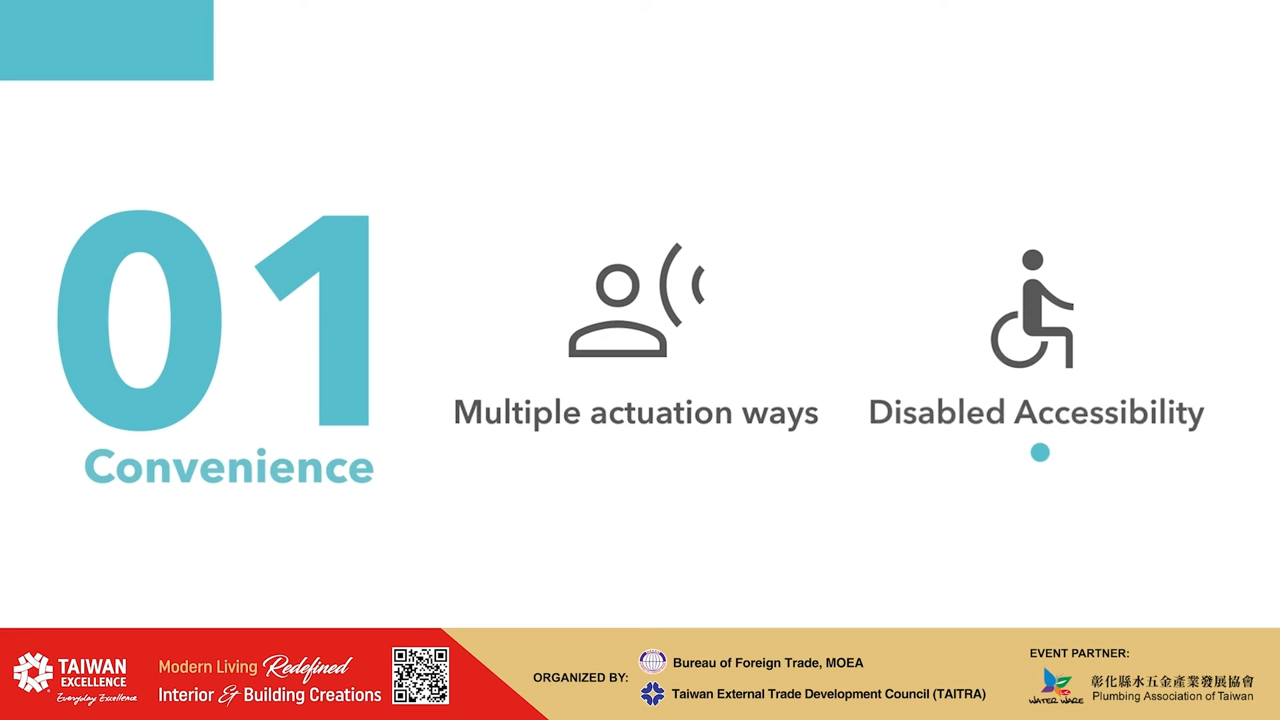 01
Convenience
Multiple actuation ways
Disabled Accessibility
TAIWAN
EXCELLENCE
Everyday Excellence
Modern Living Redefined
Interior & Building Creations
ORGANIZED BY:
Bureau of Foreign Trade, MOEA
Taiwan External Trade Development Council (TAITRA)
EVENT PARTNER:
WATER WARE
彰化縣水五金產業發展協會
Plumbing Association of Taiwan